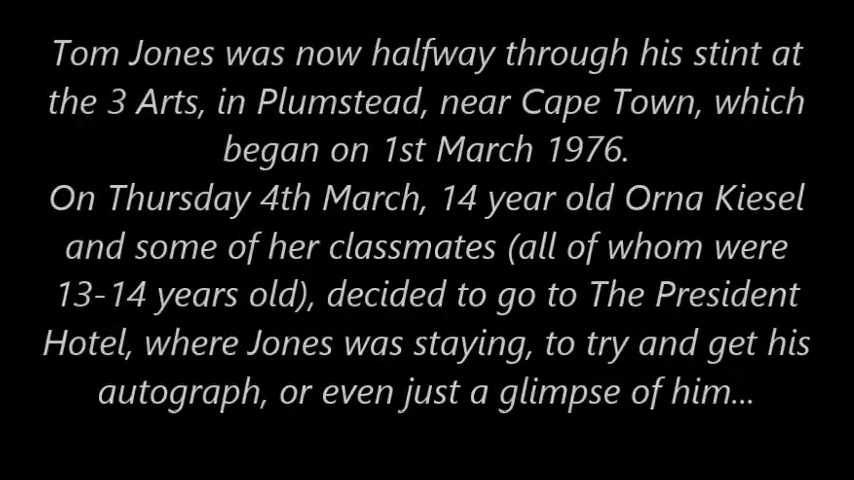 Tom Jones was now halfway through his stint at
the 3 Arts, in Plumstead, near Cape Town, which
began on 1st March 1976.
On Thursday 4th March, 14 year old Orna Kiesel
and some of her classmates (all of whom were
13-14 years old), decided to go to The President
Hotel, where Jones was staying, to try and get his
autograph, or even just a glimpse of him...